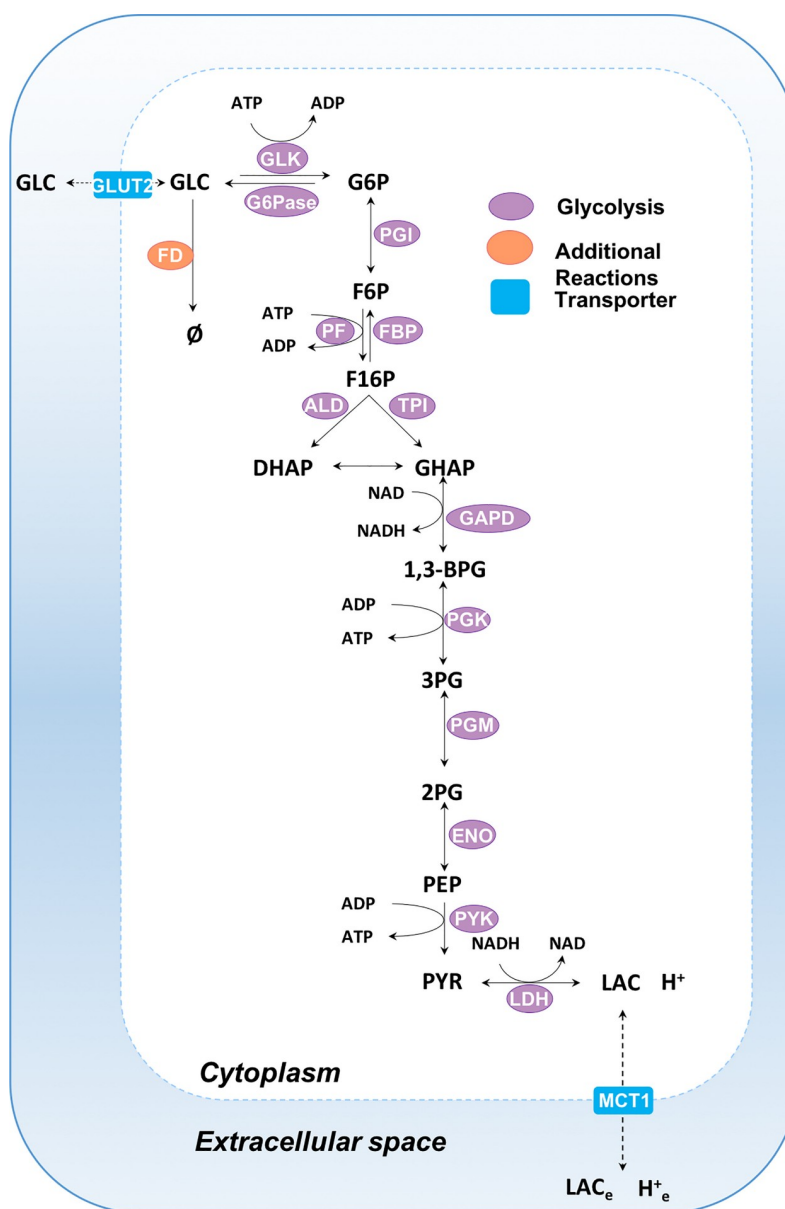 ATP ADP
GLK
GLC GLUT2 GLC G6P
G6Pase
Glycolysis
PGI
FD
Additional
Reactions
F6P
Transporter
ATP
Ø PF FBP
ADP
F16P
ALD TPI
DHAP GHAP
NAD
GAPD
NADH
1,3-BPG
ADP
PGK
ATP
3PG
PGM
2PG
ENO
PEP
ADP
PYK
ATP NADH NAD
PYR LAC H⁺
LDH
Cytoplasm
MCT1
Extracellular space
LACₑ H⁺ₑ